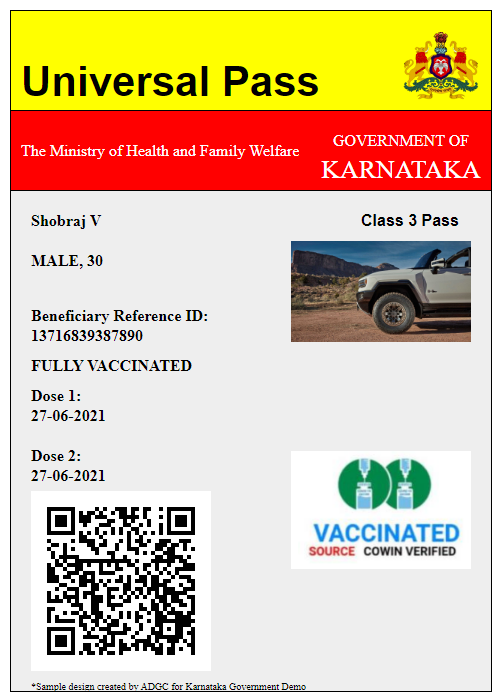 Universal Pass
The Ministry of Health and Family Welfare
GOVERNMENT OF
KARNATAKA
Shobraj V
Class 3 Pass
MALE, 30
Beneficiary Reference ID:
13716839387890
FULLY VACCINATED
Dose 1:
27-06-2021
Dose 2:
27-06-2021
VACCINATED
SOURCE COWIN VERIFIED
*Sample design created by ADGC for Karnataka Government Demo